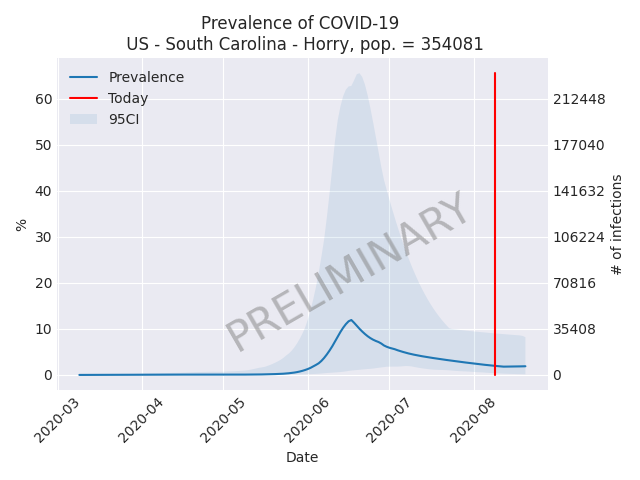 Prevalence of COVID-19
US - South Carolina - Horry, pop. = 354081
Prevalence
Today
95CI
60
50
40
30
20
10
0
%
212448
177040
141632
106224
70816
35408
0
# of infections
PRELIMINARY
2020-03
2020-04
2020-05
2020-06
2020-07
2020-08
Date